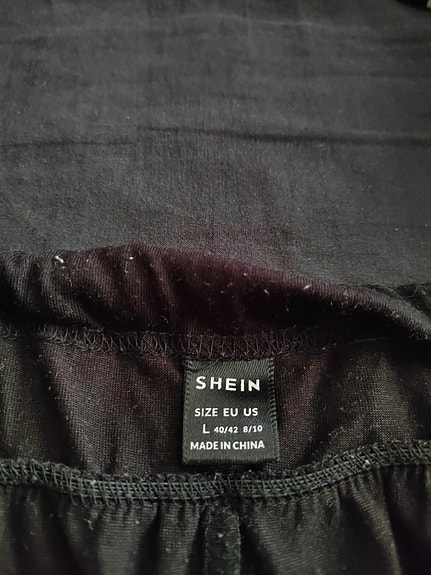 SHEIN
SIZE EU US
L 40/42 8/10
MADE IN CHINA